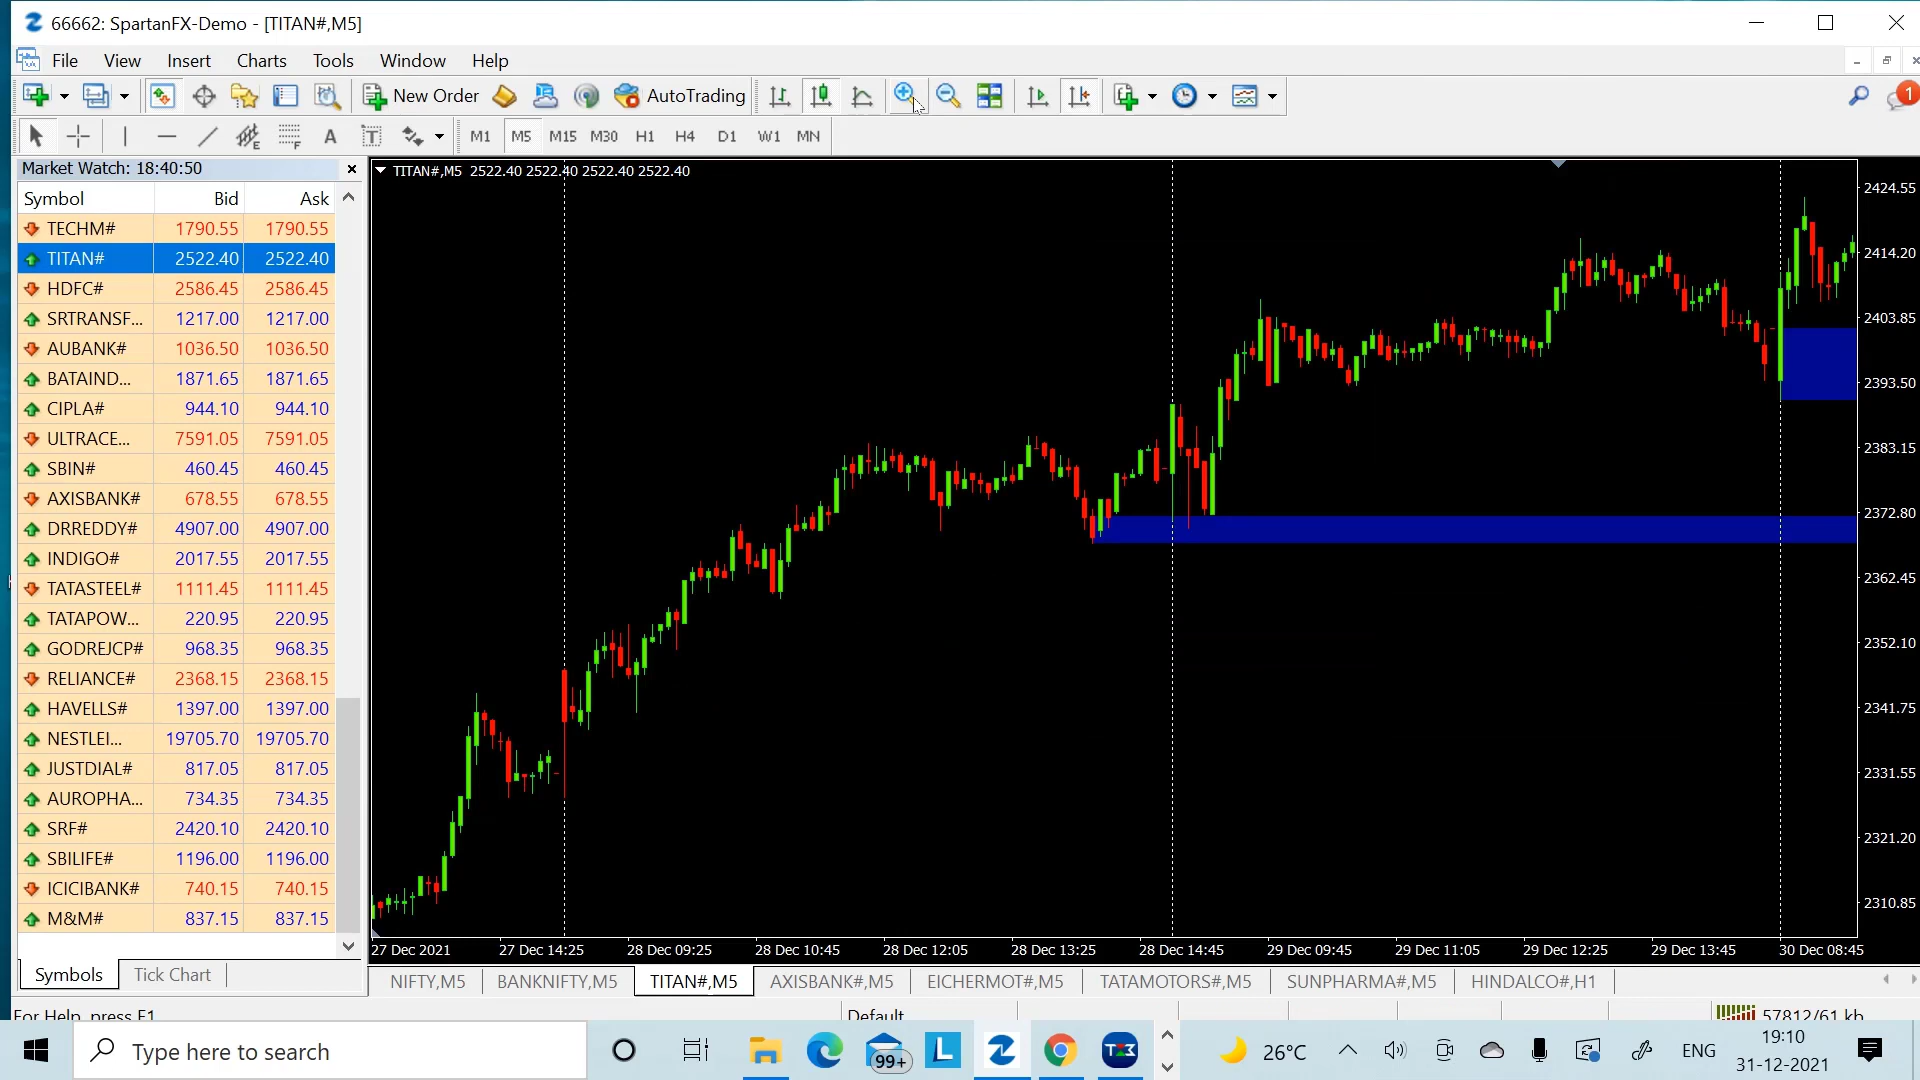 66662: SpartanFX-Demo - [TITAN#,M5]
File View Insert Charts Tools Window Help
New Order AutoTrading 1
A T M1 M5 M15 M30 H1 H4 D1 W1 MN
Market Watch: 18:40:50
Symbol Bid Ask
TECHM# 1790.55 1790.55
TITAN# 2522.40 2522.40
HDFC# 2586.45 2586.45
SRTRANSF... 1217.00 1217.00
AUBANK# 1036.50 1036.50
BATAIND... 1871.65 1871.65
CIPLA# 944.10 944.10
ULTRACE... 7591.05 7591.05
SBIN# 460.45 460.45
AXISBANK# 678.55 678.55
DRREDDY# 4907.00 4907.00
INDIGO# 2017.55 2017.55
TATASTEEL# 1111.45 1111.45
TATAPOW... 220.95 220.95
GODREJCP# 968.35 968.35
RELIANCE# 2368.15 2368.15
HAVELLS# 1397.00 1397.00
NESTLEI... 19705.70 19705.70
JUSTDIAL# 817.05 817.05
AUROPHA... 734.35 734.35
SRF# 2420.10 2420.10
SBILIFE# 1196.00 1196.00
ICICIBANK# 740.15 740.15
M&M# 837.15 837.15
Symbols Tick Chart
TITAN#,M5 2522.40 2522.40 2522.40 2522.40
2424.55
2414.20
2403.85
2393.50
2383.15
2372.80
2362.45
2352.10
2341.75
2331.55
2321.20
2310.85
27 Dec 2021 27 Dec 14:25 28 Dec 09:25 28 Dec 10:45 28 Dec 12:05 28 Dec 13:25 28 Dec 14:45 29 Dec 09:45 29 Dec 11:05 29 Dec 12:25 29 Dec 13:45 30 Dec 08:45
NIFTY,M5 BANKNIFTY,M5 TITAN#,M5 AXISBANK#,M5 EICHERMOT#,M5 TATAMOTORS#,M5 SUNPHARMA#,M5 HINDALCO#,H1
For Help, press F1 Default 57812/61 kb
Type here to search 99+ L 26°C ENG 19:10
31-12-2021